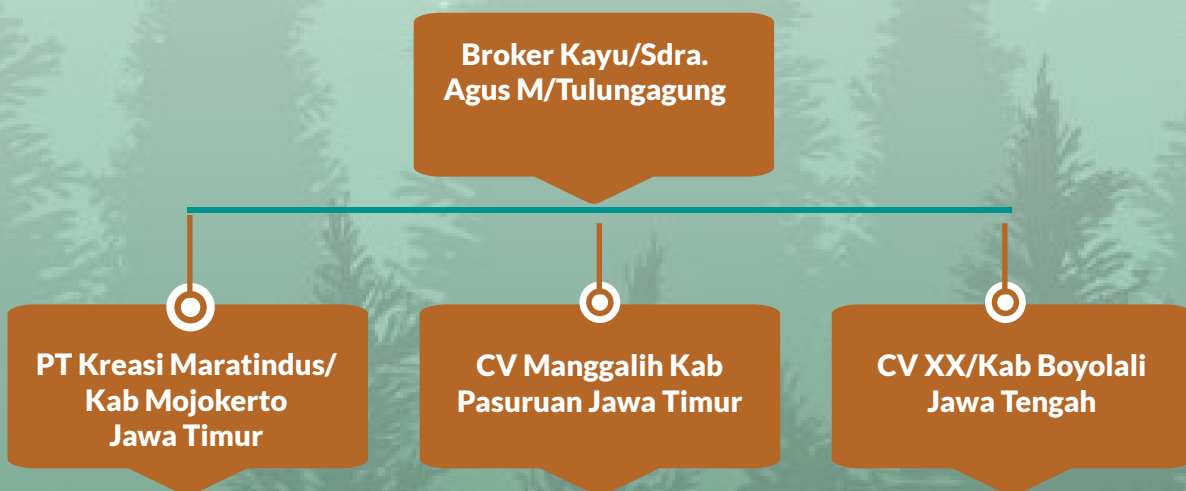 Broker Kayu/Sdra.
Agus M/Tulungagung
PT Kreasi Maratindus/
Kab Mojokerto
Jawa Timur
CV Manggalih Kab
Pasuruan Jawa Timur
CV XX/Kab Boyolali
Jawa Tengah